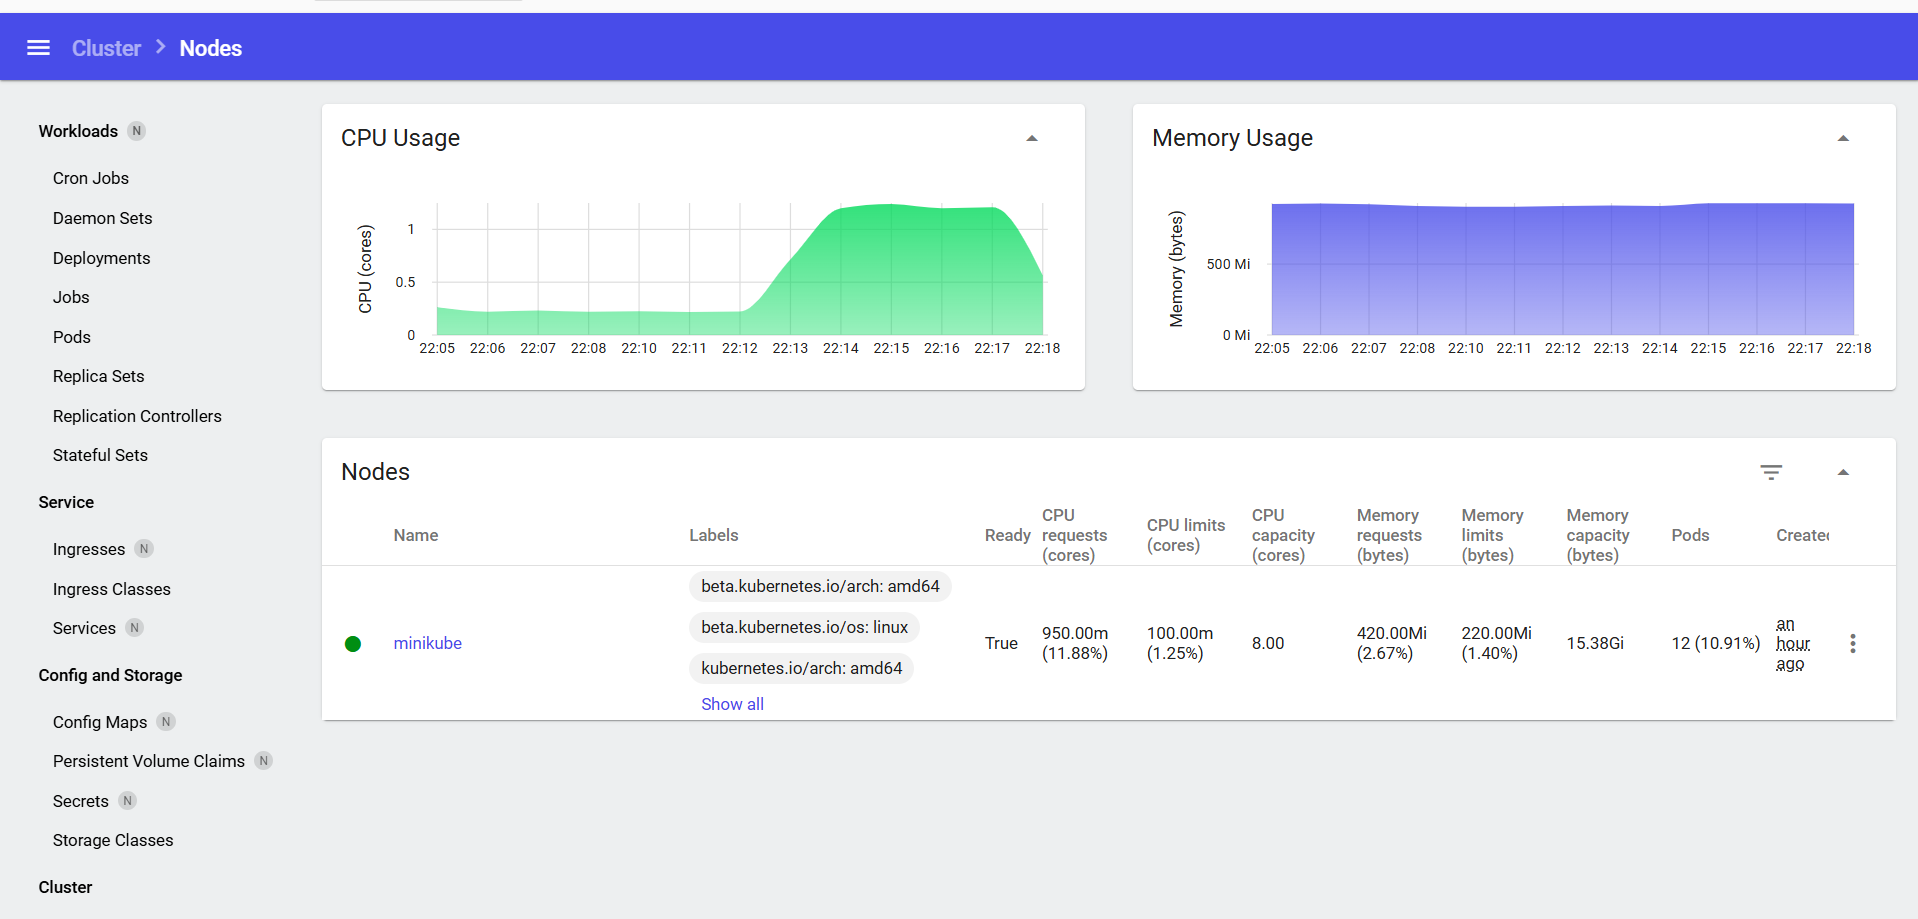 Cluster > Nodes
Workloads N
Cron Jobs
Daemon Sets
Deployments
Jobs
Pods
Replica Sets
Replication Controllers
Stateful Sets
Service
Ingresses N
Ingress Classes
Services N
Config and Storage
Config Maps N
Persistent Volume Claims N
Secrets N
Storage Classes
Cluster
CPU Usage
CPU (cores)
1
0.5
0
22:05 22:06 22:07 22:08 22:10 22:11 22:12 22:13 22:14 22:15 22:16 22:17 22:18
Memory Usage
Memory (bytes)
500 Mi
0 Mi
22:05 22:06 22:07 22:08 22:10 22:11 22:12 22:13 22:14 22:15 22:16 22:17 22:18
Nodes
Name
Labels
Ready
CPU
requests
(cores)
CPU limits
(cores)
CPU
capacity
(cores)
Memory
requests
(bytes)
Memory
limits
(bytes)
Memory
capacity
(bytes)
Pods
Created
minikube
beta.kubernetes.io/arch: amd64
beta.kubernetes.io/os: linux
kubernetes.io/arch: amd64
Show all
True
950.00m
(11.88%)
100.00m
(1.25%)
8.00
420.00Mi
(2.67%)
220.00Mi
(1.40%)
15.38Gi
12 (10.91%)
an
hour
ago